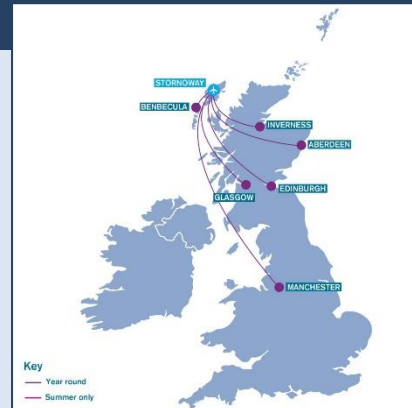 STORNOWAY
BENBECULA
INVERNESS
ABERDEEN
EDINBURGH
GLASGOW
MANCHESTER
Key
Year round
Summer only